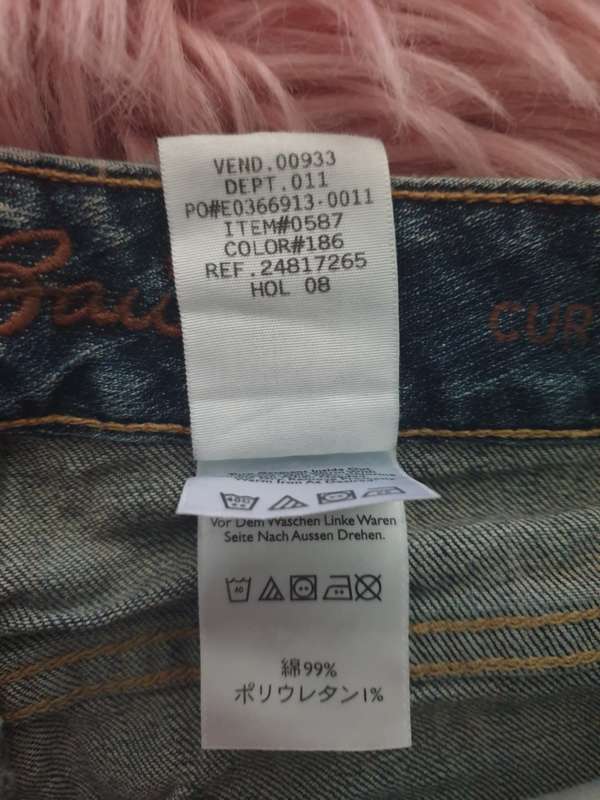 VEND.00933
DEPT.011
PO#E0366913-0011
ITEM#0587
COLOR#186
REF.24817265
HOL 08
CUR
Vor Dem Waschen Linke Waren
Seite Nach Aussen Drehen.
綿99%
ポリウレタン1%